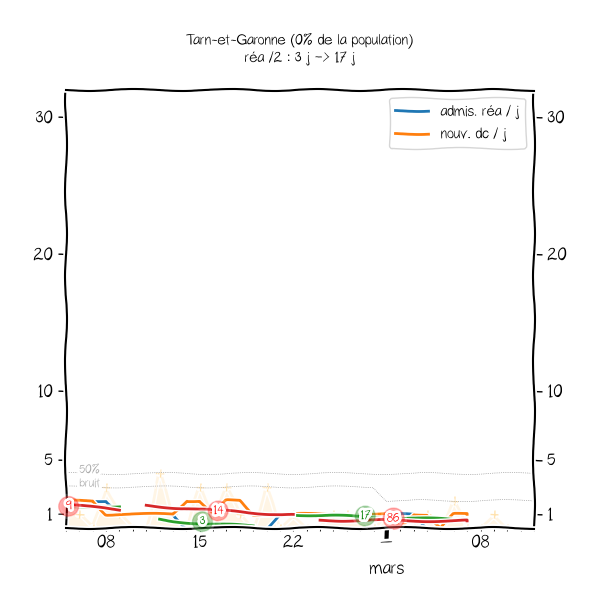 Tarn-et-Garonne (0% de la population)
réa /2 : 3 j -> 17 j
admis. réa / j
nouv. dc / j
30 30
20 20
10 10
5 5
50%
bruit
1 1
9 3 14 17 86
08 15 22 1 08
mars